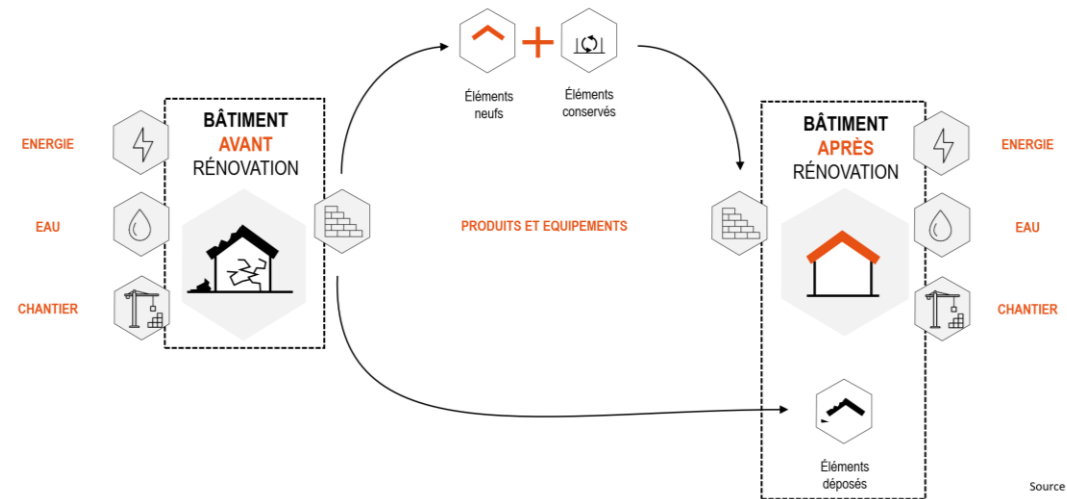 Éléments
neufs
Éléments
conservés
BÂTIMENT
AVANT
RÉNOVATION
ENERGIE
EAU
CHANTIER
PRODUITS ET EQUIPEMENTS
BÂTIMENT
APRÈS
RÉNOVATION
ENERGIE
EAU
CHANTIER
Éléments
déposés
Source